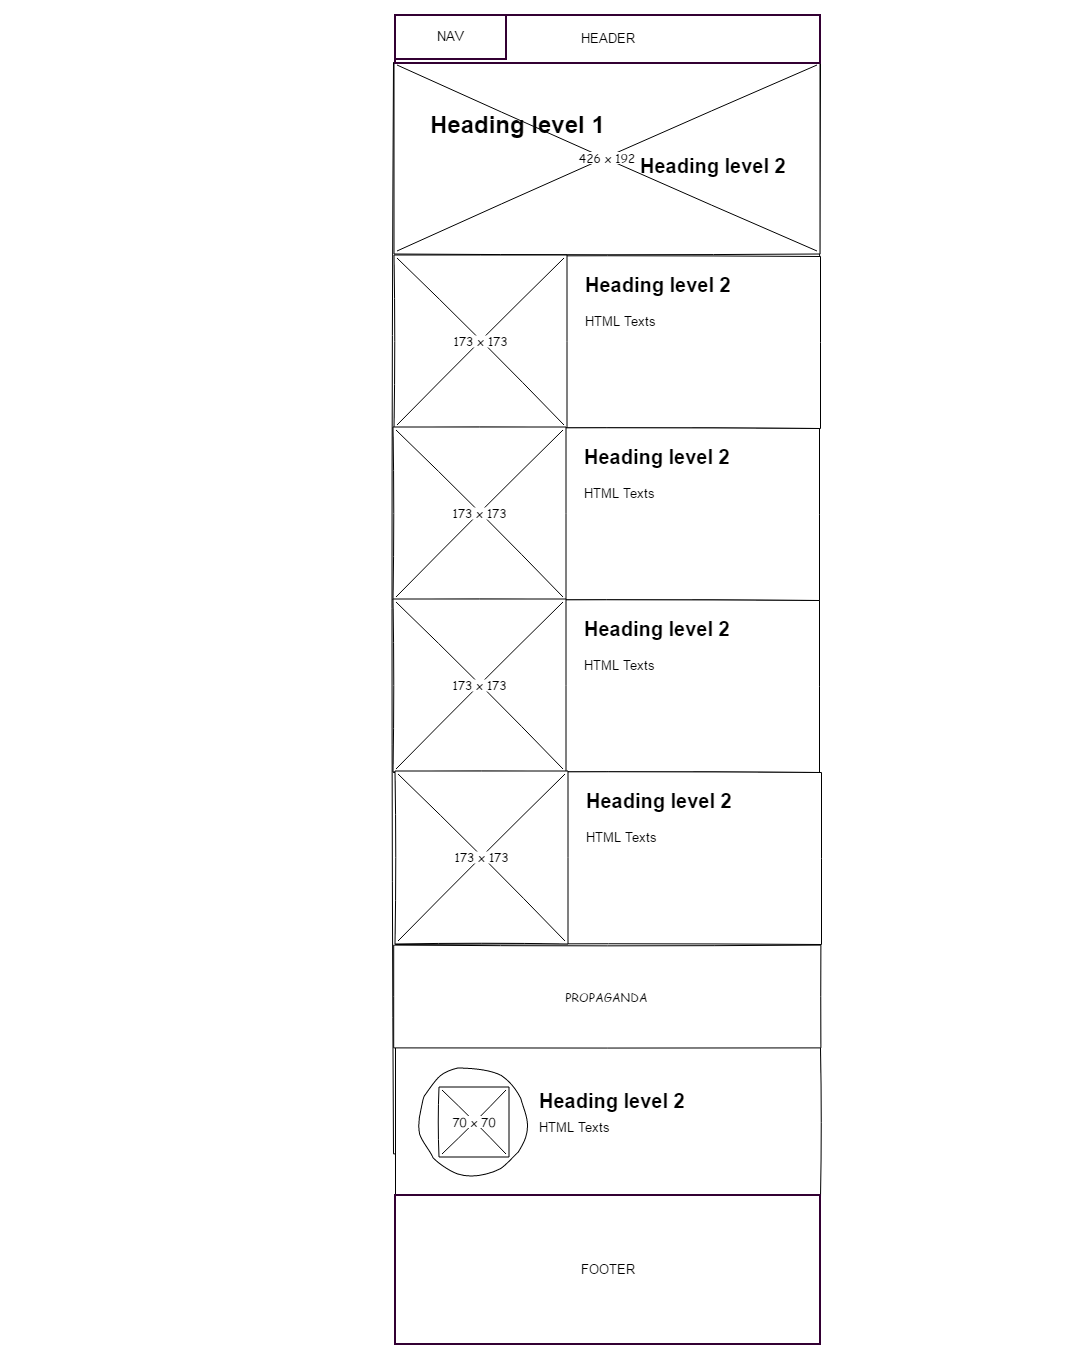 NAV
HEADER
Heading level 1
426 x 192
Heading level 2
Heading level 2
HTML Texts
173 x 173
Heading level 2
HTML Texts
173 x 173
Heading level 2
HTML Texts
173 x 173
Heading level 2
HTML Texts
173 x 173
PROPAGANDA
Heading level 2
70 x 70
HTML Texts
FOOTER